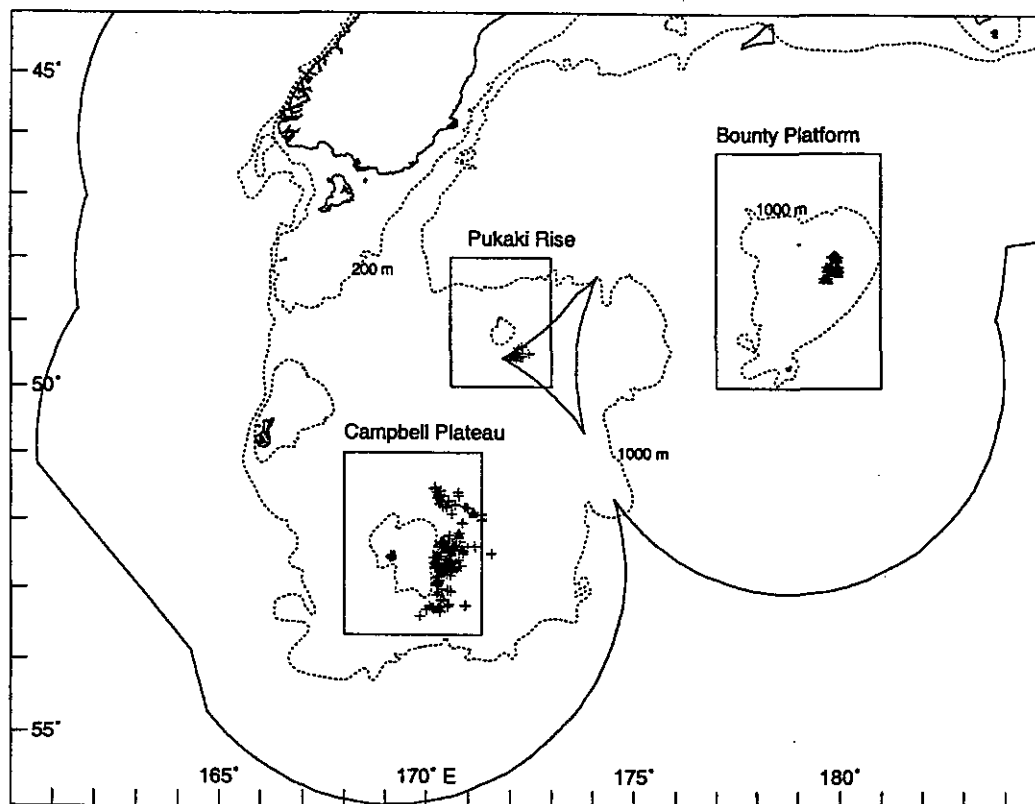 45°
Bounty Platform
1000 m
Pukaki Rise
200 m
50°
Campbell Plateau
1000 m
55°
165°
170° E
175°
180°